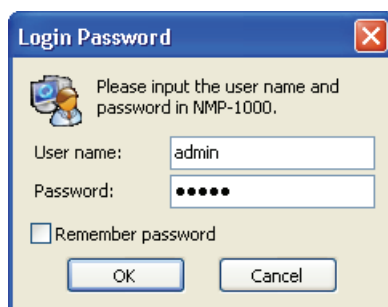 Login Password
Please input the user name and
password in NMP-1000.
User name: admin
Password: •••••
Remember password
OK Cancel